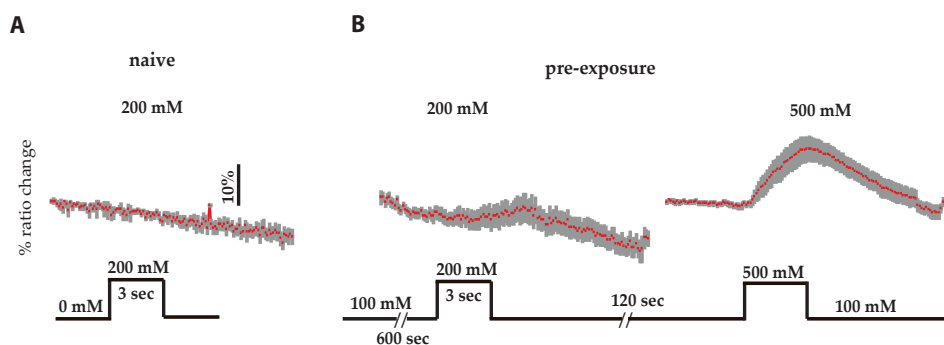 A
B
naive
pre-exposure
200 mM
200 mM
500 mM
% ratio change
10%
200 mM
3 sec
0 mM
200 mM
3 sec
100 mM
600 sec
120 sec
500 mM
100 mM